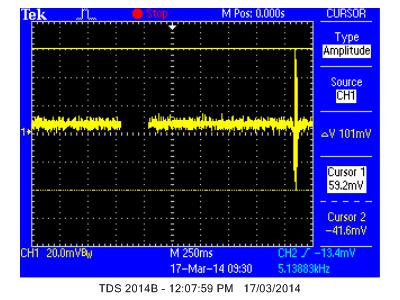 Tek Stop M Pos: 0.000s CURSOR
Type
Amplitude
Source
CH1
△V 101mV
1
Cursor 1
59.2mV
Cursor 2
-41.6mV
CH1 20.0mVBw M 250ms CH2 -13.4mV
17-Mar-14 09:30 5.13883kHz
TDS 2014B - 12:07:59 PM 17/03/2014